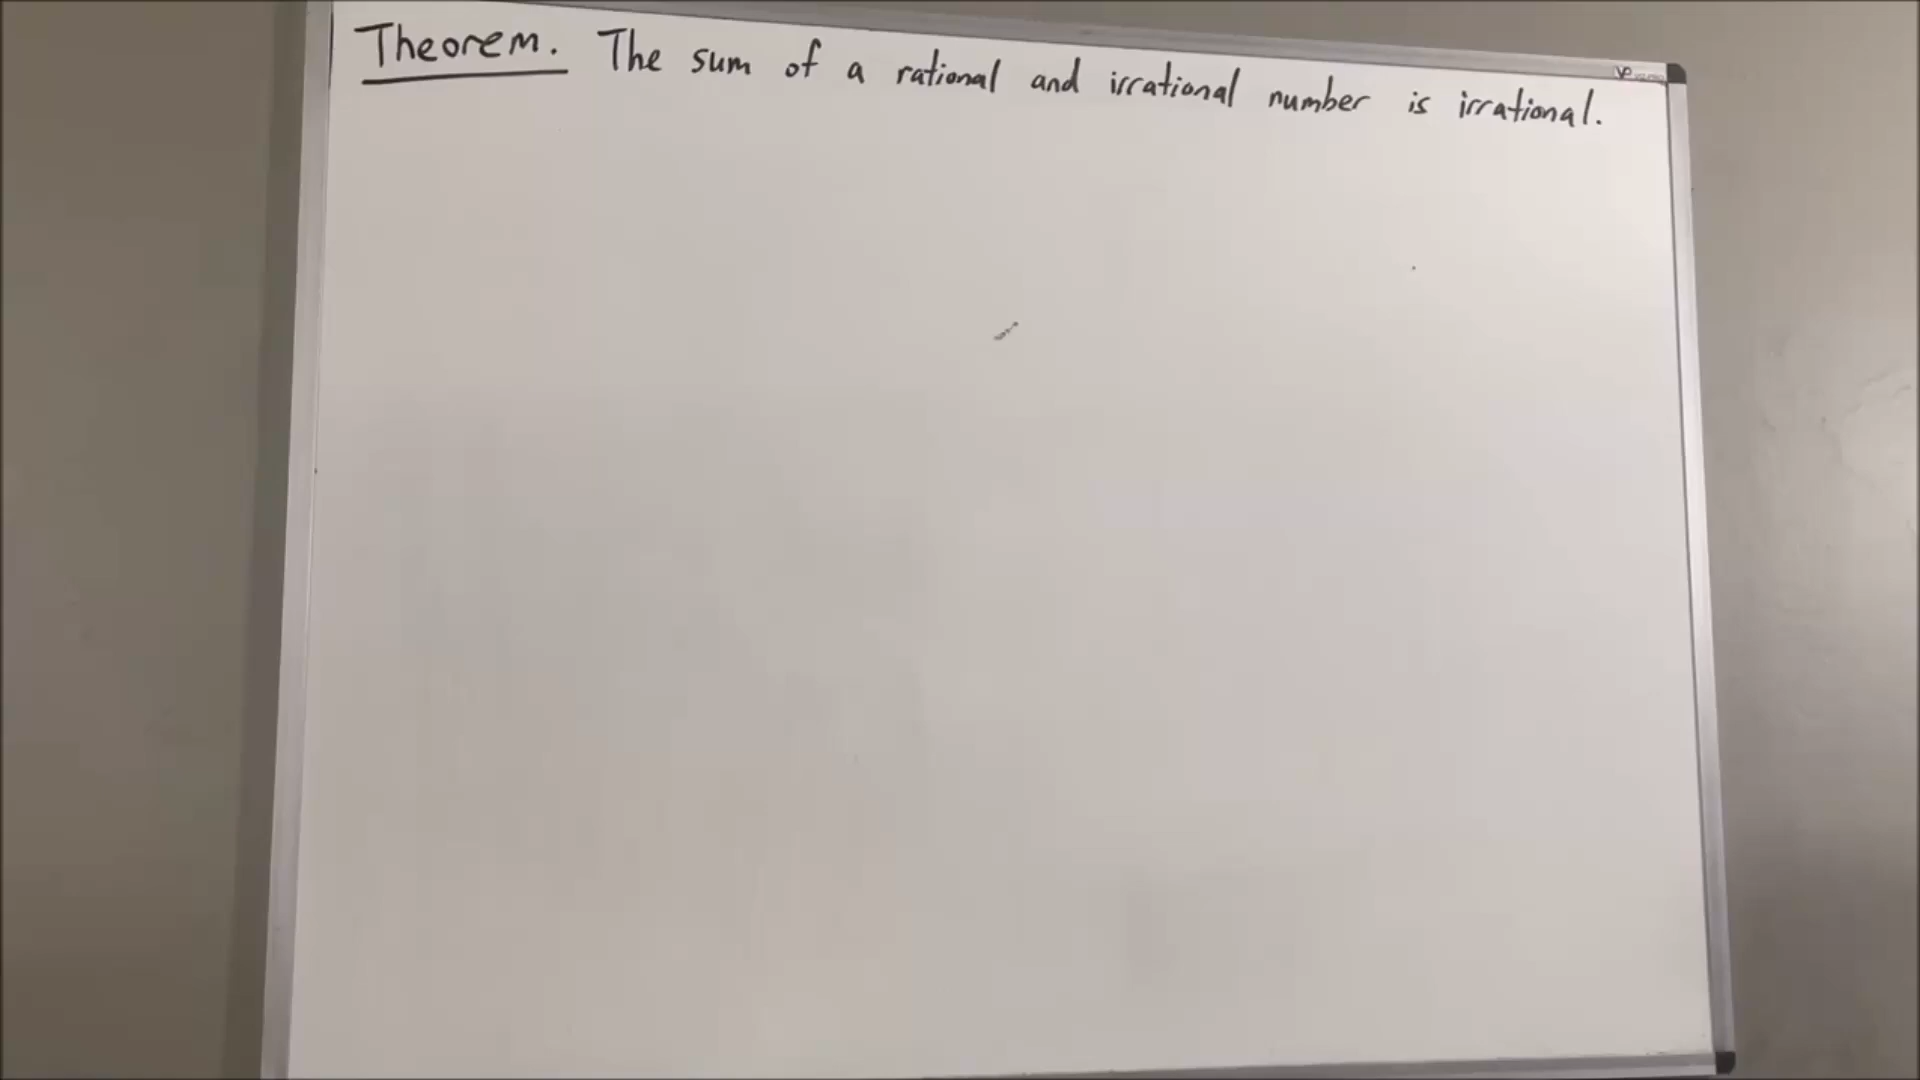 Theorem. The sum of a rational and irrational number is irrational.